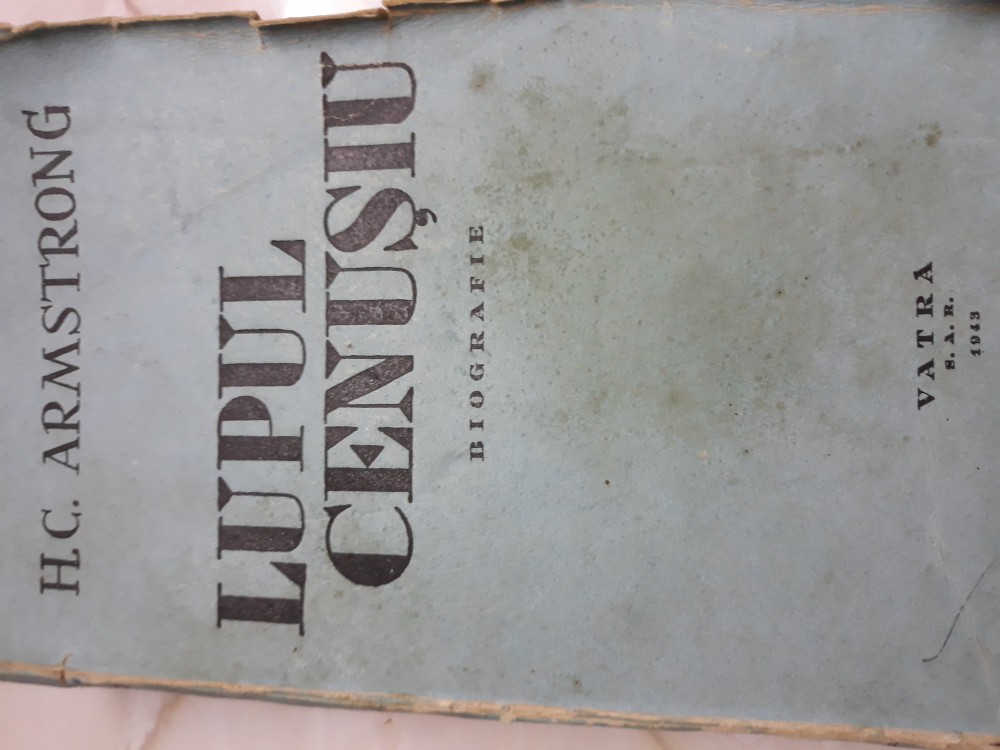 H.C. ARMSTRONG
LUPUL
CENUȘIU
BIOGRAFIE
VATRA
S. A. R.
1943